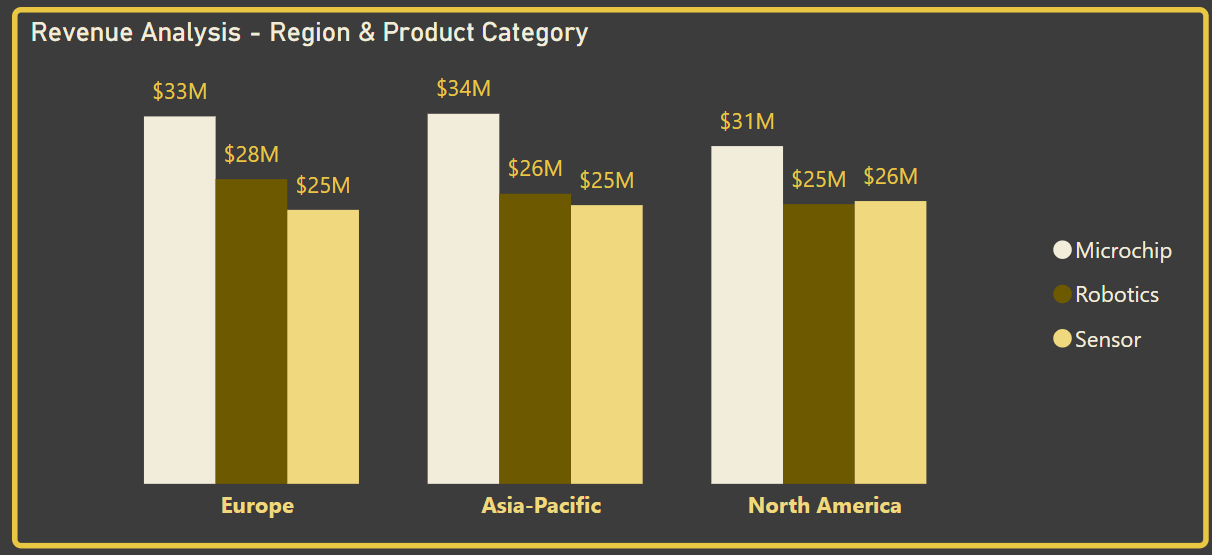 Revenue Analysis - Region & Product Category
$33M
$28M
$25M
$34M
$26M
$25M
$31M
$25M
$26M
Microchip
Robotics
Sensor
Europe
Asia-Pacific
North America